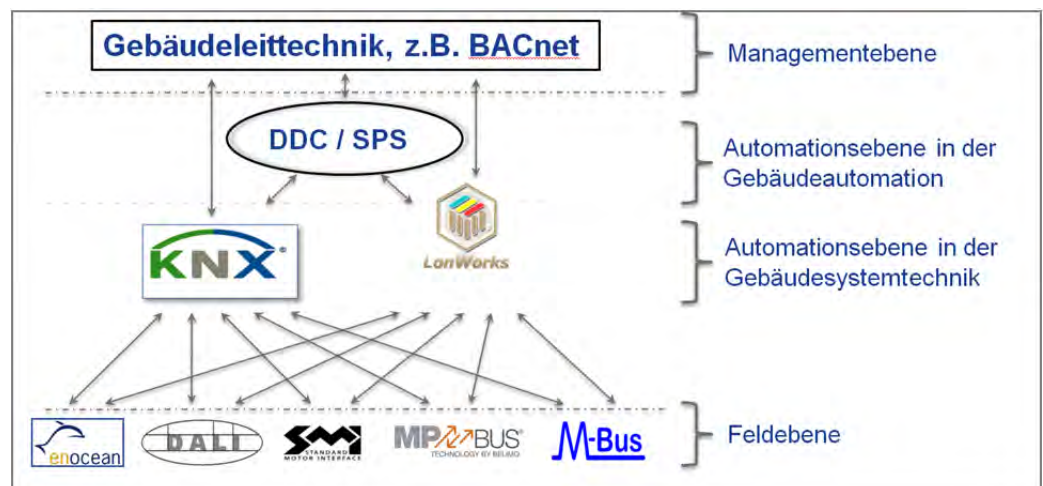 Gebäudeleittechnik, z.B. BACnet
Managementebene
DDC / SPS
Automationsebene in der
Gebäudeautomation
KNX®
LonWorks
Automationsebene in der
Gebäudesystemtechnik
enocean
DALI
SMI
STANDARD
MOTOR INTERFACE
MP BUS®
TECHNOLOGY BY BELIMO
M-Bus
Feldebene